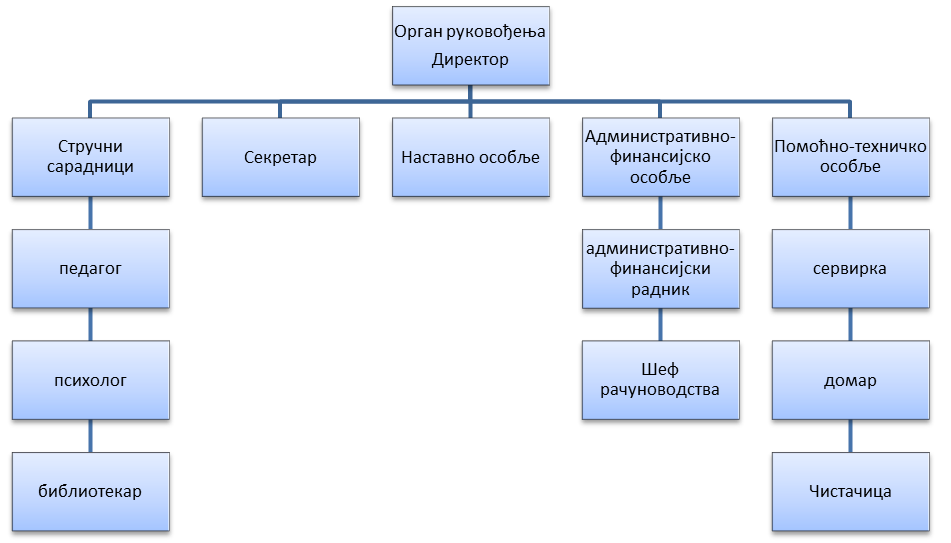 Орган руковођења
Директор
Стручни
сарадници
Секретар
Наставно особље
Административно-
финансијско
особље
Помоћно-техничко
особље
педагог
административно-
финансијски
радник
сервирка
психолог
Шеф
рачуноводства
домар
библиотекар
Чистачица